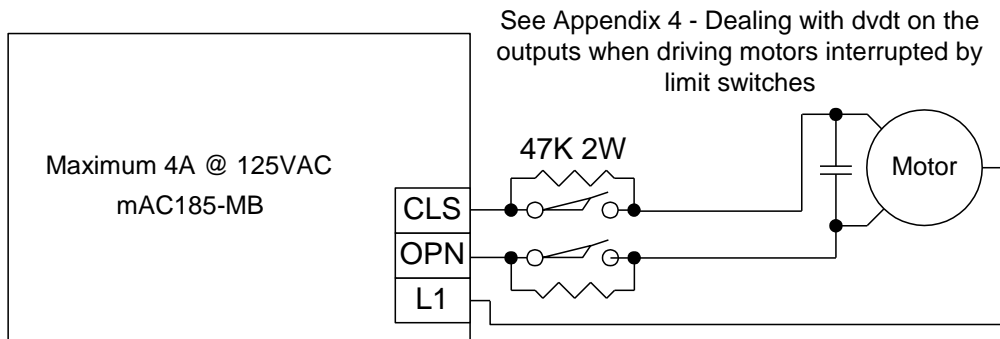 See Appendix 4 - Dealing with dvdt on the
outputs when driving motors interrupted by
limit switches
47K 2W
Maximum 4A @ 125VAC
mAC185-MB
Motor
CLS
OPN
L1